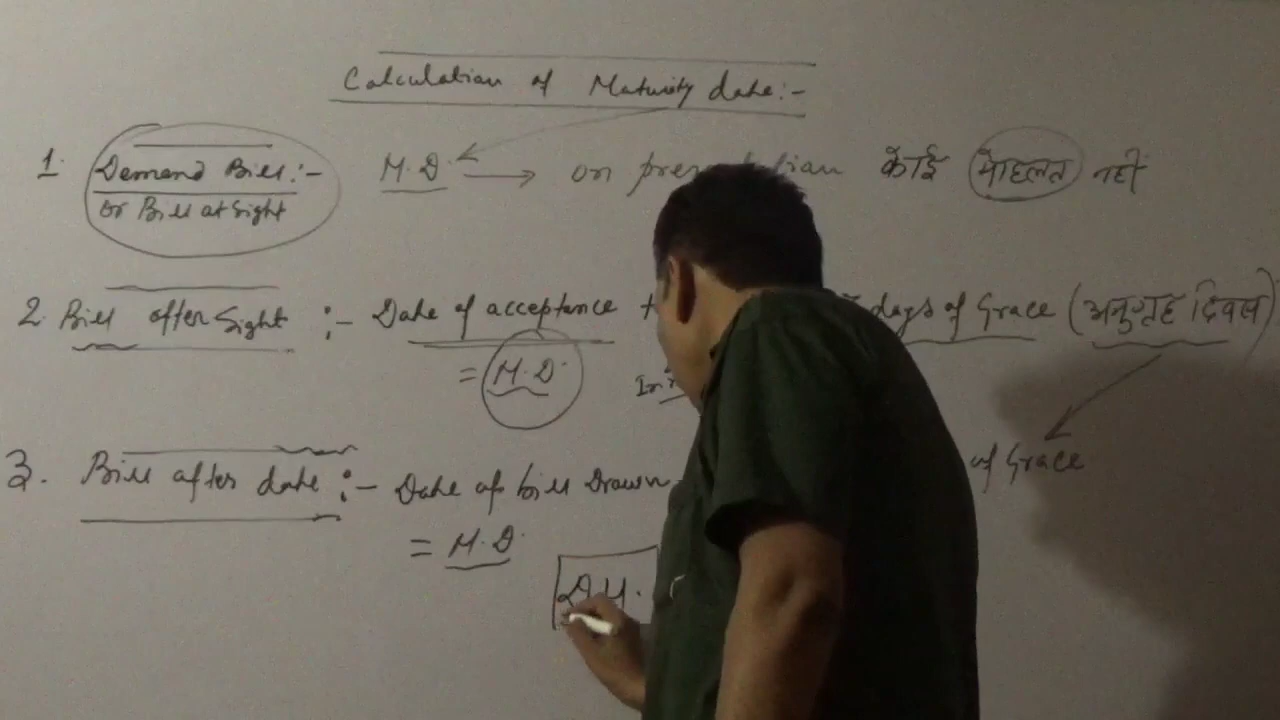 Calculation of Maturity date:-
1. Demand Bill:- M.D. → on presentation कोई मोहलत नहीं
or Bill at Sight
2. Bill after Sight :- Date of acceptance + days of Grace (अनुग्रह दिवस)
= M.D.
3. Bill after date :- Date of bill Drawn of Grace
= M.D.